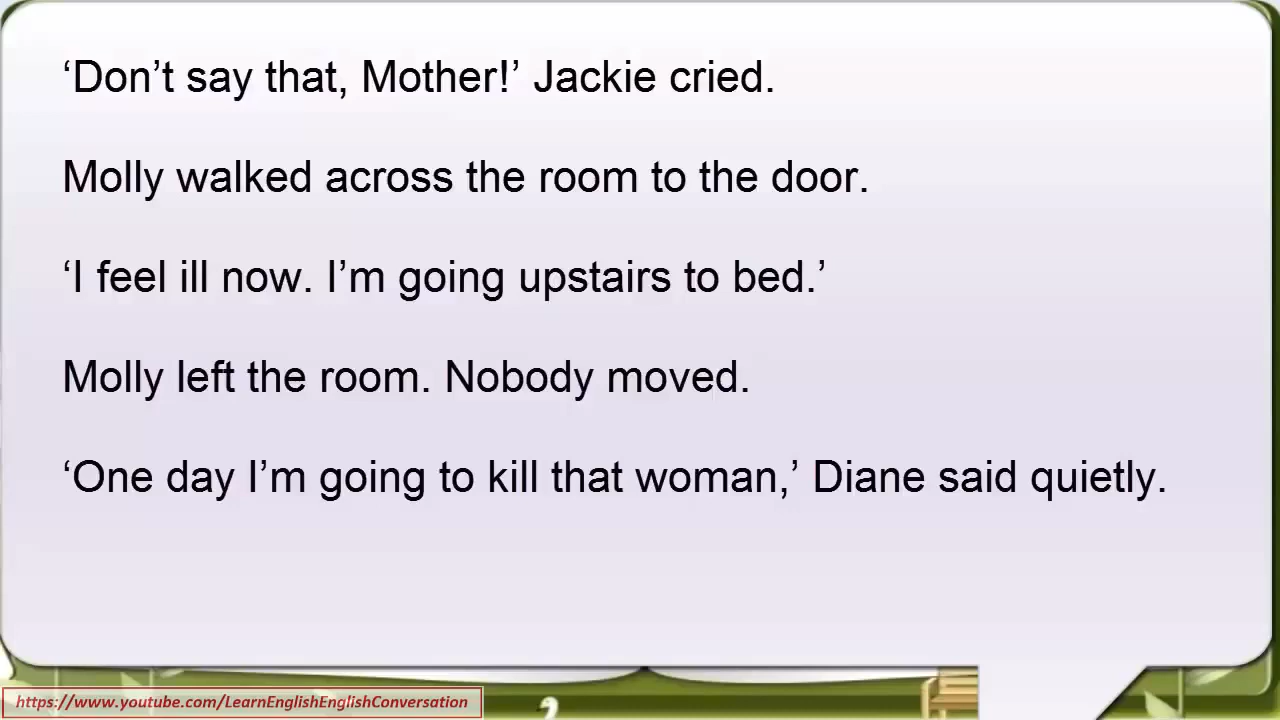 ‘Don’t say that, Mother!’ Jackie cried.
Molly walked across the room to the door.
‘I feel ill now. I’m going upstairs to bed.’
Molly left the room. Nobody moved.
‘One day I’m going to kill that woman,’ Diane said quietly.
https://www.youtube.com/LearnEnglishEnglishConversation